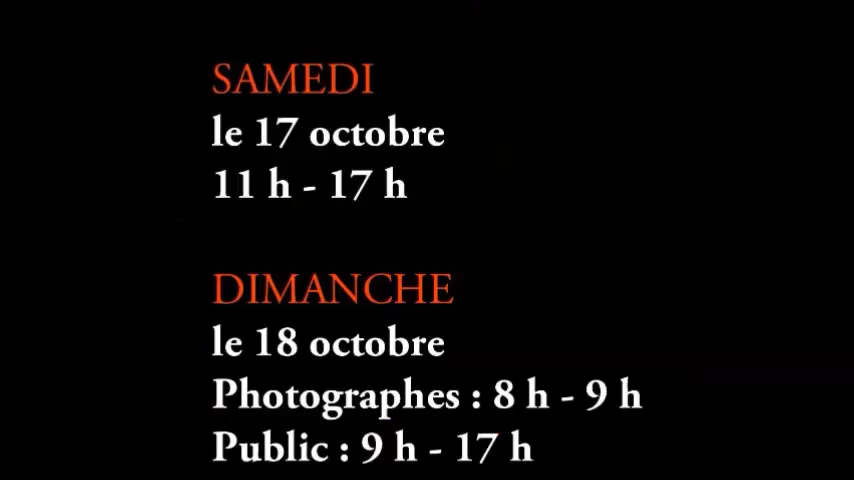 SAMEDI
le 17 octobre
11 h - 17 h
DIMANCHE
le 18 octobre
Photographes : 8 h - 9 h
Public : 9 h - 17 h